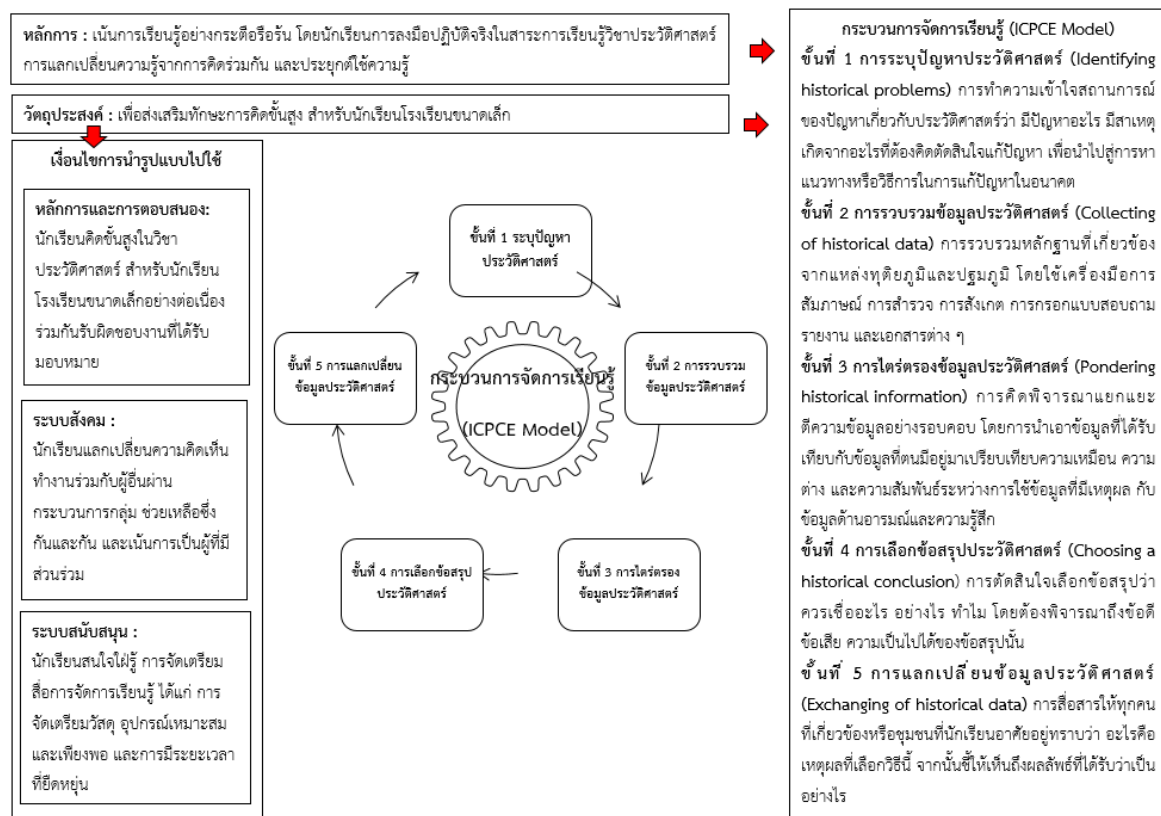 หลักการ : เน้นการเรียนรู้อย่างกระตือรือร้น โดยนักเรียนการลงมือปฏิบัติจริงในสาระการเรียนรู้วิชาประวัติศาสตร์
การแลกเปลี่ยนความรู้จากการคิดร่วมกัน และประยุกต์ใช้ความรู้
วัตถุประสงค์ : เพื่อส่งเสริมทักษะการคิดขั้นสูง สำหรับนักเรียนโรงเรียนขนาดเล็ก
เงื่อนไขการนำรูปแบบไปใช้
หลักการและการตอบสนอง:
นักเรียนคิดขั้นสูงในวิชา
ประวัติศาสตร์ สำหรับนักเรียน
โรงเรียนขนาดเล็กอย่างต่อเนื่อง
ร่วมกันรับผิดชอบงานที่ได้รับ
มอบหมาย
ระบบสังคม :
นักเรียนแลกเปลี่ยนความคิดเห็น
ทำงานร่วมกับผู้อื่นผ่าน
กระบวนการกลุ่ม ช่วยเหลือซึ่ง
กันและกัน และเน้นการเป็นผู้ที่มี
ส่วนร่วม
ระบบสนับสนุน :
นักเรียนสนใจใฝ่รู้ การจัดเตรียม
สื่อการจัดการเรียนรู้ ได้แก่ การ
จัดเตรียมวัสดุ อุปกรณ์เหมาะสม
และเพียงพอ และการมีระยะเวลา
ที่ยืดหยุ่น
ขั้นที่ 1 ระบุปัญหา
ประวัติศาสตร์
ขั้นที่ 2 การรวบรวม
ข้อมูลประวัติศาสตร์
ขั้นที่ 3 การไตร่ตรอง
ข้อมูลประวัติศาสตร์
ขั้นที่ 4 การเลือกข้อสรุป
ประวัติศาสตร์
ขั้นที่ 5 การแลกเปลี่ยน
ข้อมูลประวัติศาสตร์
กระบวนการจัดการเรียนรู้
(ICPCE Model)
กระบวนการจัดการเรียนรู้ (ICPCE Model)
ขั้นที่ 1 การระบุปัญหาประวัติศาสตร์ (Identifying
historical problems) การทำความเข้าใจสถานการณ์
ของปัญหาเกี่ยวกับประวัติศาสตร์ว่า มีปัญหาอะไร มีสาเหตุ
เกิดจากอะไรที่ต้องคิดตัดสินใจแก้ปัญหา เพื่อนำไปสู่การหา
แนวทางหรือวิธีการในการแก้ปัญหาในอนาคต
ขั้นที่ 2 การรวบรวมข้อมูลประวัติศาสตร์ (Collecting
of historical data) การรวบรวมหลักฐานที่เกี่ยวข้อง
จากแหล่งทุติยภูมิและปฐมภูมิ โดยใช้เครื่องมือการ
สัมภาษณ์ การสำรวจ การสังเกต การกรอกแบบสอบถาม
รายงาน และเอกสารต่าง ๆ
ขั้นที่ 3 การไตร่ตรองข้อมูลประวัติศาสตร์ (Pondering
historical information) การคิดพิจารณาแยกแยะ
ตีความข้อมูลอย่างรอบคอบ โดยการนำเอาข้อมูลที่ได้รับ
เทียบกับข้อมูลที่ตนมีอยู่มาเปรียบเทียบความเหมือน ความ
ต่าง และความสัมพันธ์ระหว่างการใช้ข้อมูลที่มีเหตุผล กับ
ข้อมูลด้านอารมณ์และความรู้สึก
ขั้นที่ 4 การเลือกข้อสรุปประวัติศาสตร์ (Choosing a
historical conclusion) การตัดสินใจเลือกข้อสรุปว่า
ควรเชื่ออะไร อย่างไร ทำไม โดยต้องพิจารณาถึงข้อดี
ข้อเสีย ความเป็นไปได้ของข้อสรุปนั้น
ขั้นที่ 5 การแลกเปลี่ยนข้อมูลประวัติศาสตร์
(Exchanging of historical data) การสื่อสารให้ทุกคน
ที่เกี่ยวข้องหรือชุมชนที่นักเรียนอาศัยอยู่ทราบว่า อะไรคือ
เหตุผลที่เลือกวิธีนี้ จากนั้นชี้ให้เห็นถึงผลลัพธ์ที่ได้รับว่าเป็น
อย่างไร